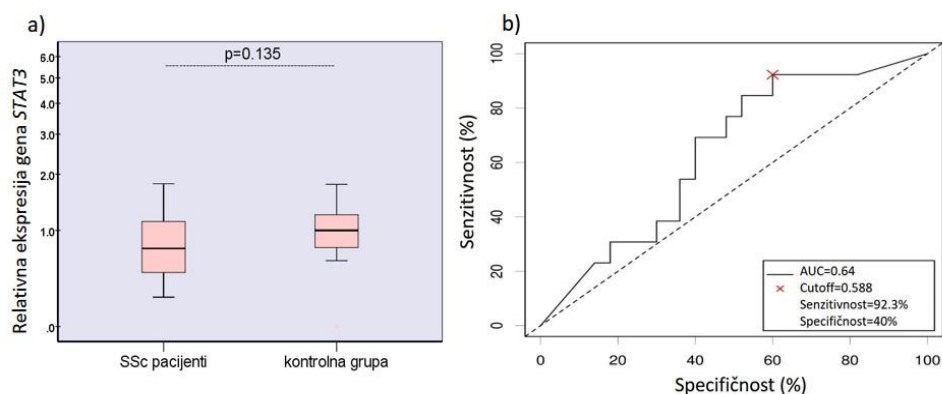 a)
p=0.135
Relativna ekspresija gena STAT3
6.0
5.0
4.0
3.0
2.0
1.0
.0
SSc pacijenti
kontrolna grupa
b)
Senzitivnost (%)
100
80
60
40
20
0
AUC=0.64
Cutoff=0.588
Senzitivnost=92.3%
Specifičnost=40%
0
20
40
60
80
100
Specifičnost (%)